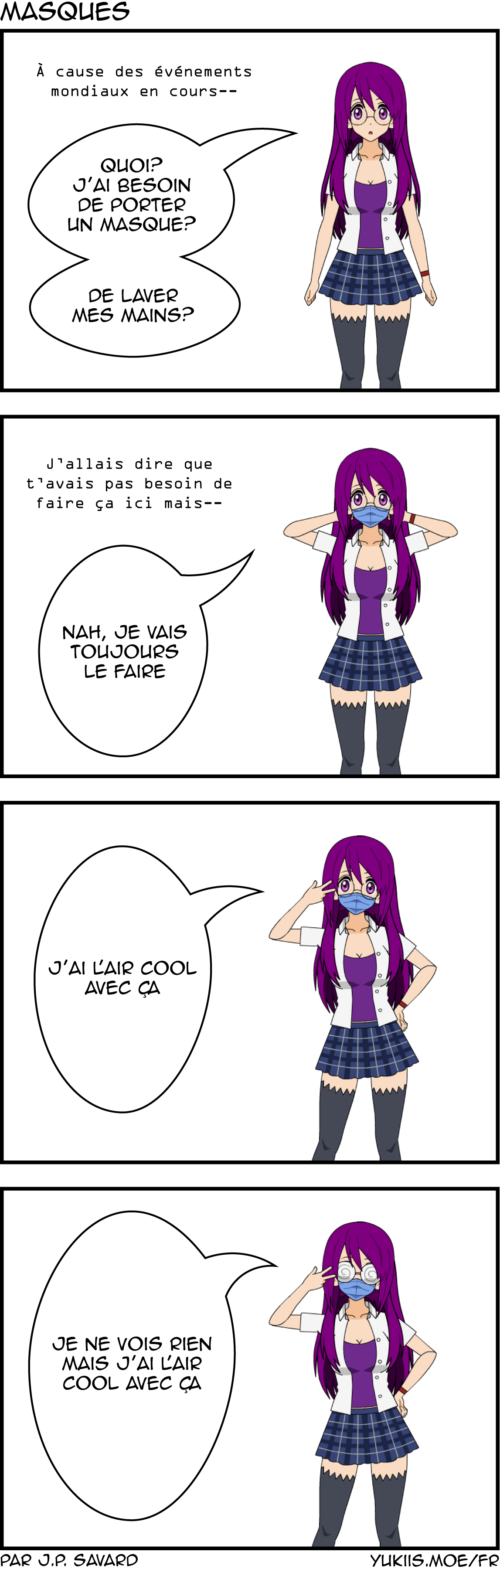 MASQUES
À cause des événements
mondiaux en cours--
QUOI?
J'AI BESOIN
DE PORTER
UN MASQUE?
DE LAVER
MES MAINS?
J'allais dire que
t'avais pas besoin de
faire ça ici mais--
NAH, JE VAIS
TOUJOURS
LE FAIRE
J'AI L'AIR COOL
AVEC ÇA
JE NE VOIS RIEN
MAIS J'AI L'AIR
COOL AVEC ÇA
PAR J.P. SAVARD
YUKIIS.MOE/FR